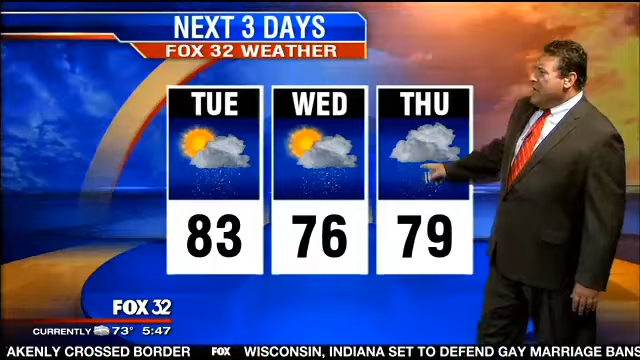 NEXT 3 DAYS
FOX 32 WEATHER
TUE WED THU
83 76 79
FOX 32
CURRENTLY 73° 5:47
AKENLY CROSSED BORDER FOX WISCONSIN, INDIANA SET TO DEFEND GAY MARRIAGE BANS